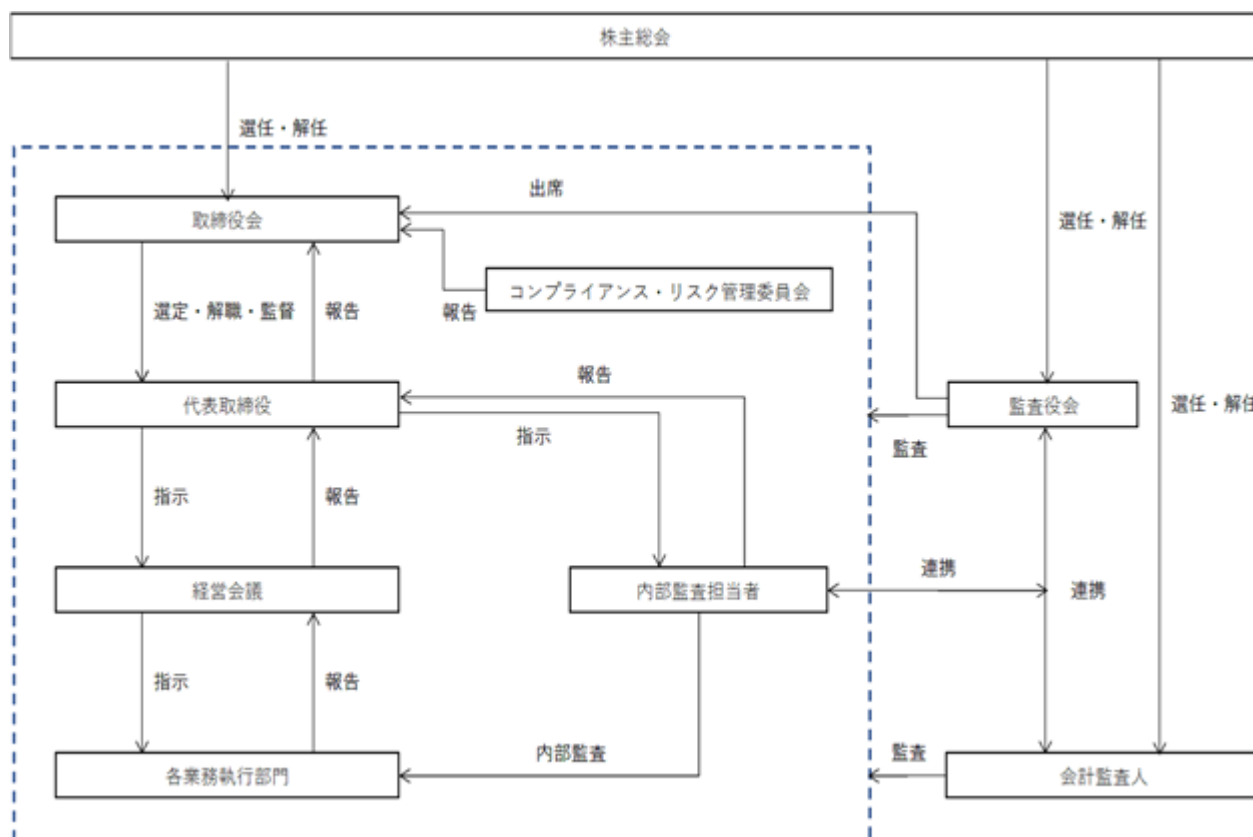 株主総会
選任・解任
出席
取締役会
選任・解任
コンプライアンス・リスク管理委員会
選定・解職・監督
報告
報告
報告
代表取締役
監査役会
選任・解任
指示
監査
指示
報告
連携
経営会議
内部監査担当者
連携
指示
報告
内部監査
監査
各業務執行部門
会計監査人